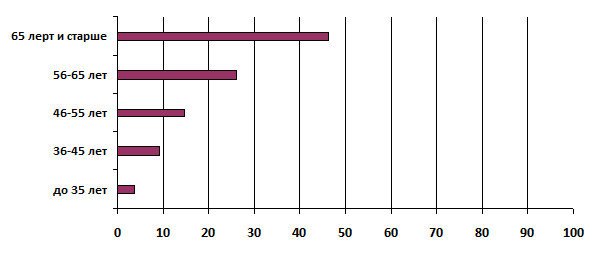 65 лерт и старше
56-65 лет
46-55 лет
36-45 лет
до 35 лет
0 10 20 30 40 50 60 70 80 90 100